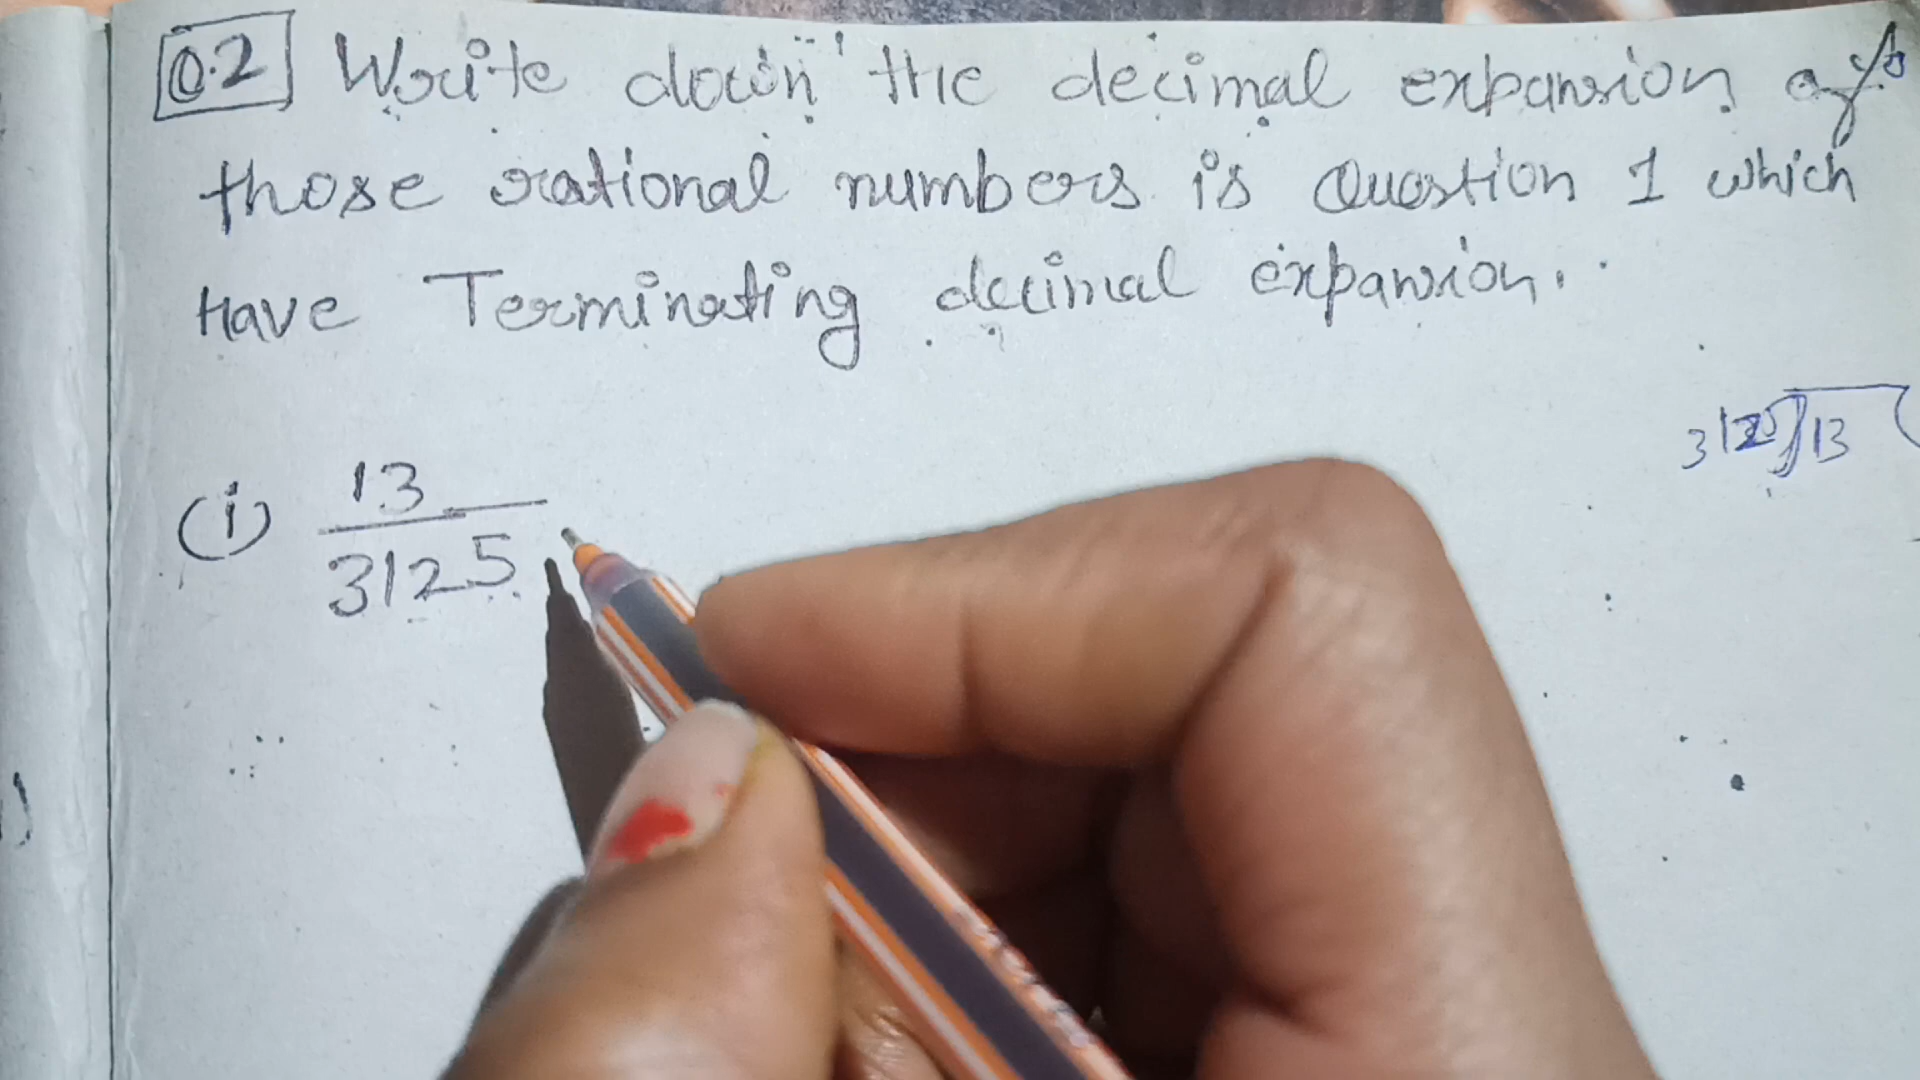 Q.2 Write down the decimal expansion of
those rational numbers is Question 1 which
Have Terminating decimal expansion.
(i) 13
3125
3125)13